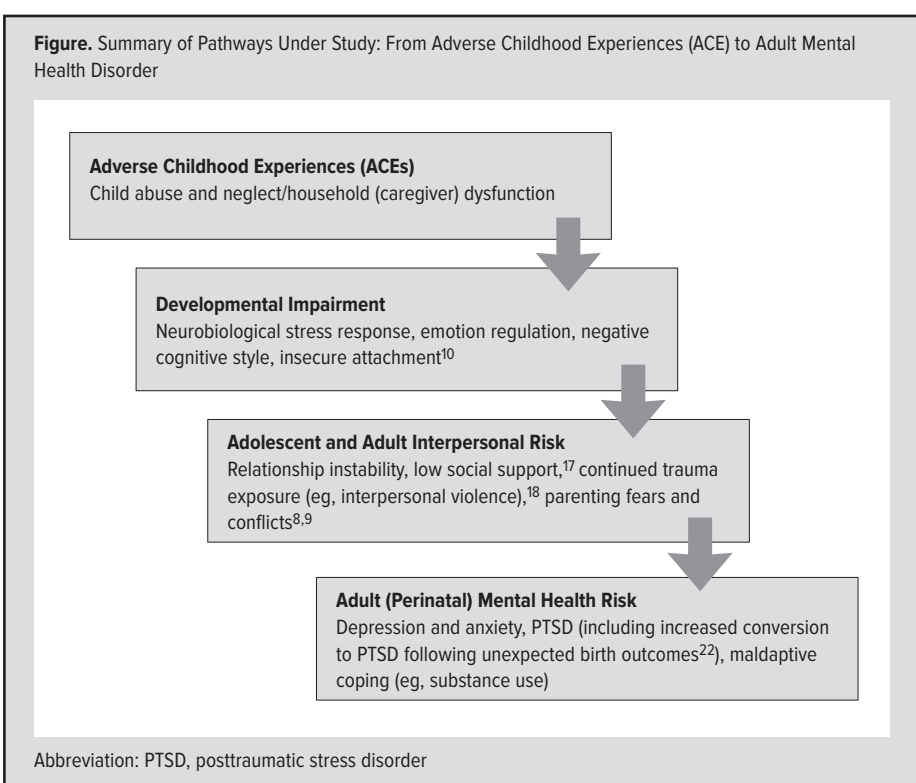 Figure. Summary of Pathways Under Study: From Adverse Childhood Experiences (ACE) to Adult Mental
Health Disorder
Adverse Childhood Experiences (ACEs)
Child abuse and neglect/household (caregiver) dysfunction
Developmental Impairment
Neurobiological stress response, emotion regulation, negative
cognitive style, insecure attachment10
Adolescent and Adult Interpersonal Risk
Relationship instability, low social support,17 continued trauma
exposure (eg, interpersonal violence),18 parenting fears and
conflicts8,9
Adult (Perinatal) Mental Health Risk
Depression and anxiety, PTSD (including increased conversion
to PTSD following unexpected birth outcomes22), maldaptive
coping (eg, substance use)
Abbreviation: PTSD, posttraumatic stress disorder